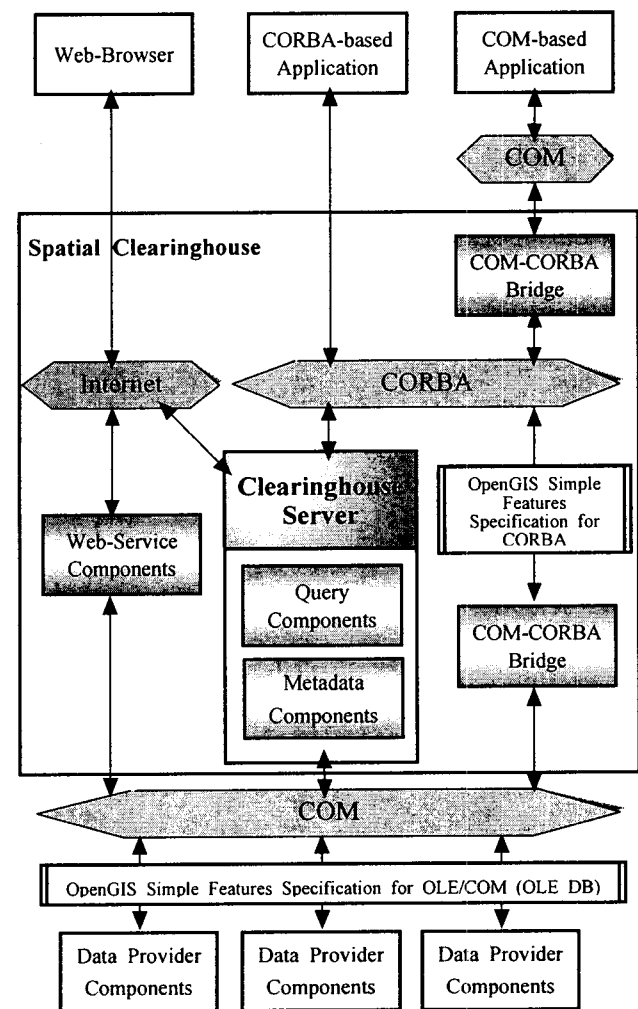 Web-Browser
CORBA-based
Application
COM-based
Application
COM
Spatial Clearinghouse
COM-CORBA
Bridge
Internet
CORBA
Clearinghouse
Server
OpenGIS Simple
Features
Specification for
CORBA
Web-Service
Components
Query
Components
COM-CORBA
Bridge
Metadata
Components
COM
OpenGIS Simple Features Specification for OLE/COM (OLE DB)
Data Provider
Components
Data Provider
Components
Data Provider
Components